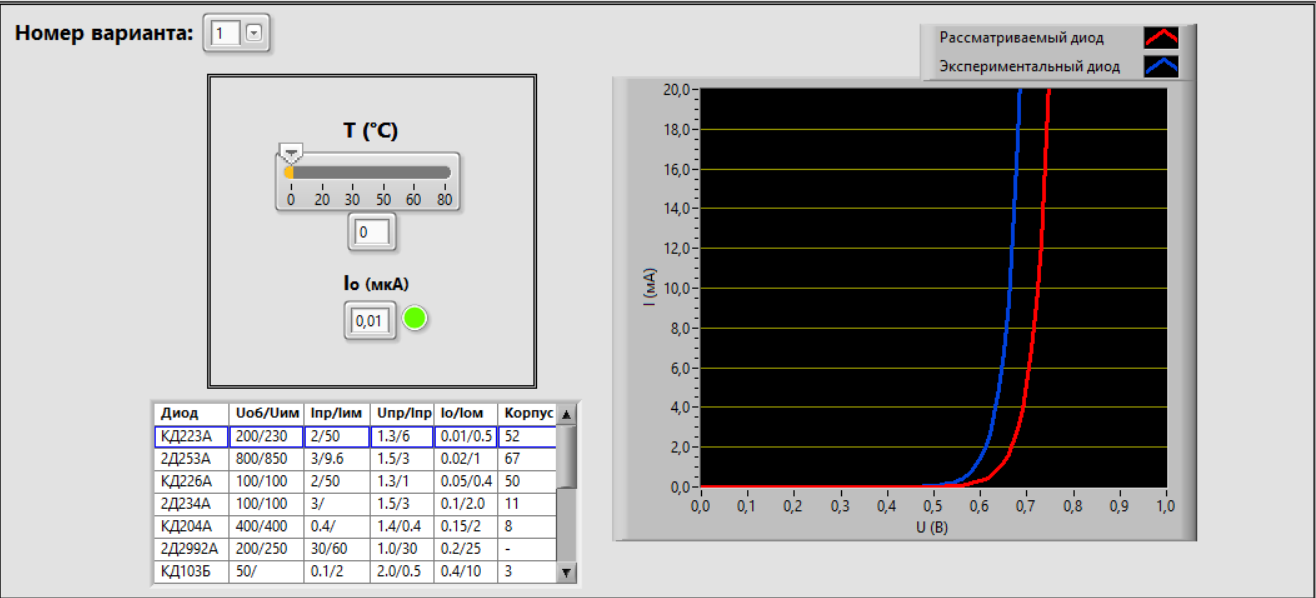 Номер варианта: 1
T (°C)
0 20 30 50 60 80
0
Io (мкА)
0,01
Диод Uоб/Uим Iпр/Iим Uпр/Iпр Io/Iом Корпус
КД223А 200/230 2/50 1.3/6 0.01/0.5 52
2Д253А 800/850 3/9.6 1.5/3 0.02/1 67
КД226А 100/100 2/50 1.3/1 0.05/0.4 50
2Д234А 100/100 3/ 1.5/3 0.1/2.0 11
КД204А 400/400 0.4/ 1.4/0.4 0.15/2 8
2Д2992А 200/250 30/60 1.0/30 0.2/25 -
КД103Б 50/ 0.1/2 2.0/0.5 0.4/10 3
Рассматриваемый диод
Экспериментальный диод
20,0
18,0
16,0
14,0
12,0
10,0
8,0
6,0
4,0
2,0
0,0
I (мА)
0,0 0,1 0,2 0,3 0,4 0,5 0,6 0,7 0,8 0,9 1,0
U (В)